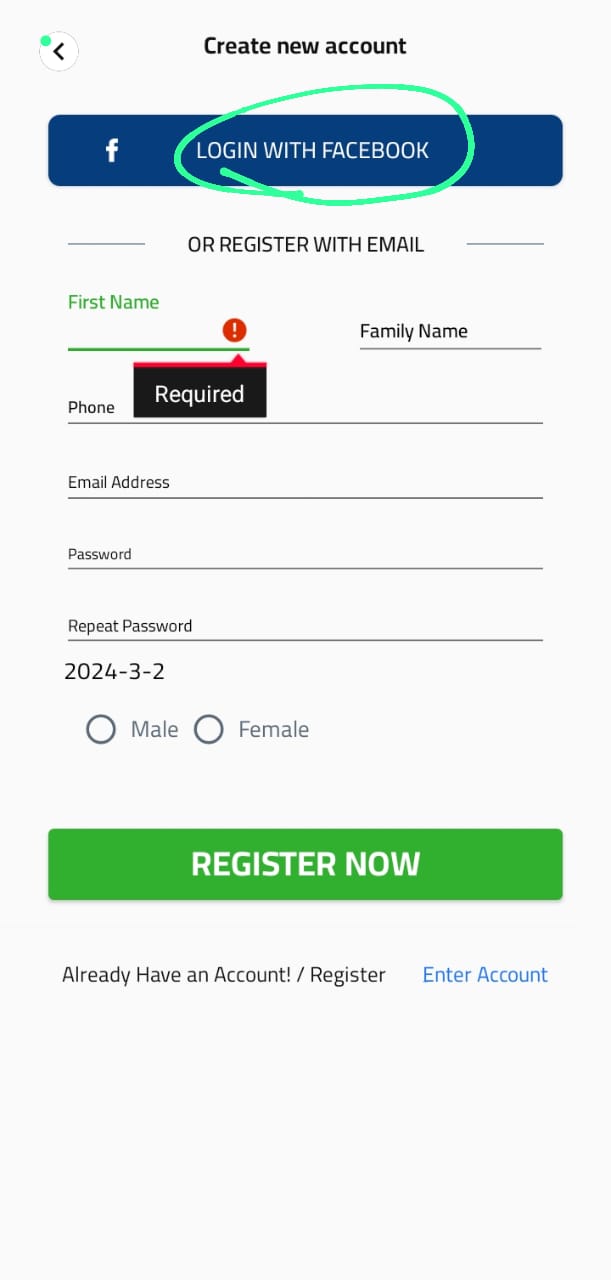 Create new account
LOGIN WITH FACEBOOK
OR REGISTER WITH EMAIL
First Name
Family Name
Required
Phone
Email Address
Password
Repeat Password
2024-3-2
Male Female
REGISTER NOW
Already Have an Account! / Register Enter Account